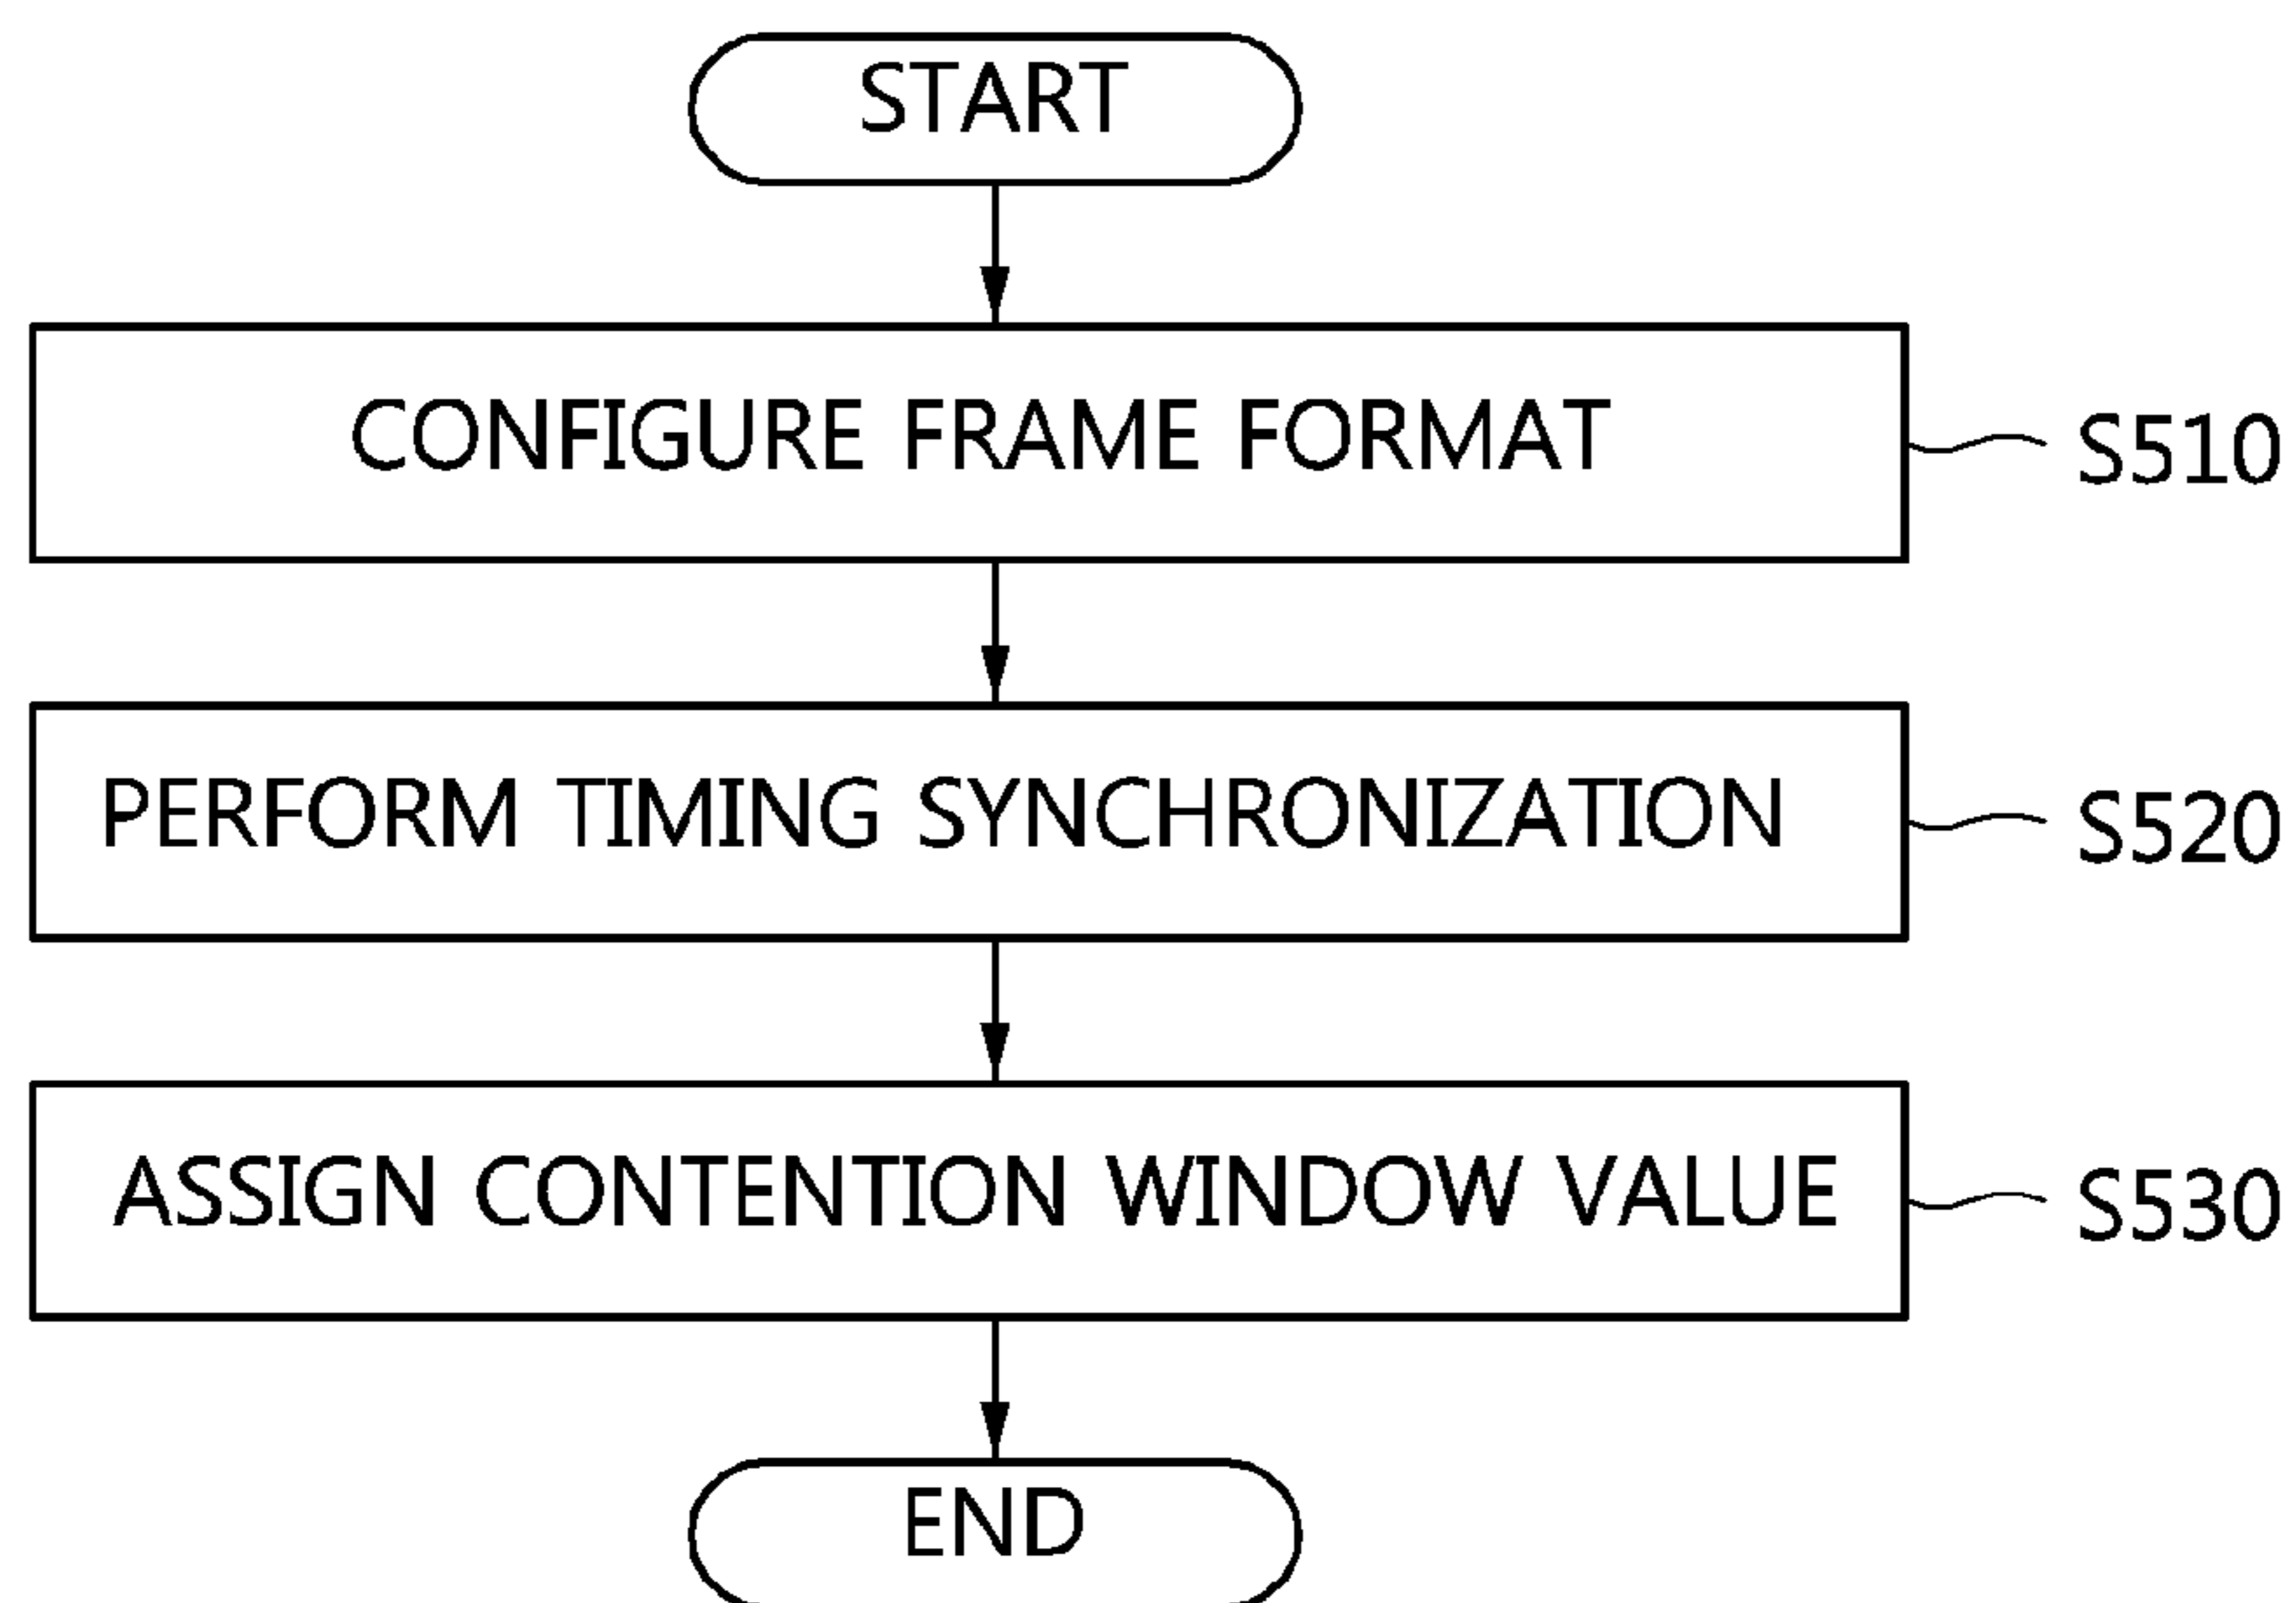 START
CONFIGURE FRAME FORMAT
S510
PERFORM TIMING SYNCHRONIZATION
S520
ASSIGN CONTENTION WINDOW VALUE
S530
END